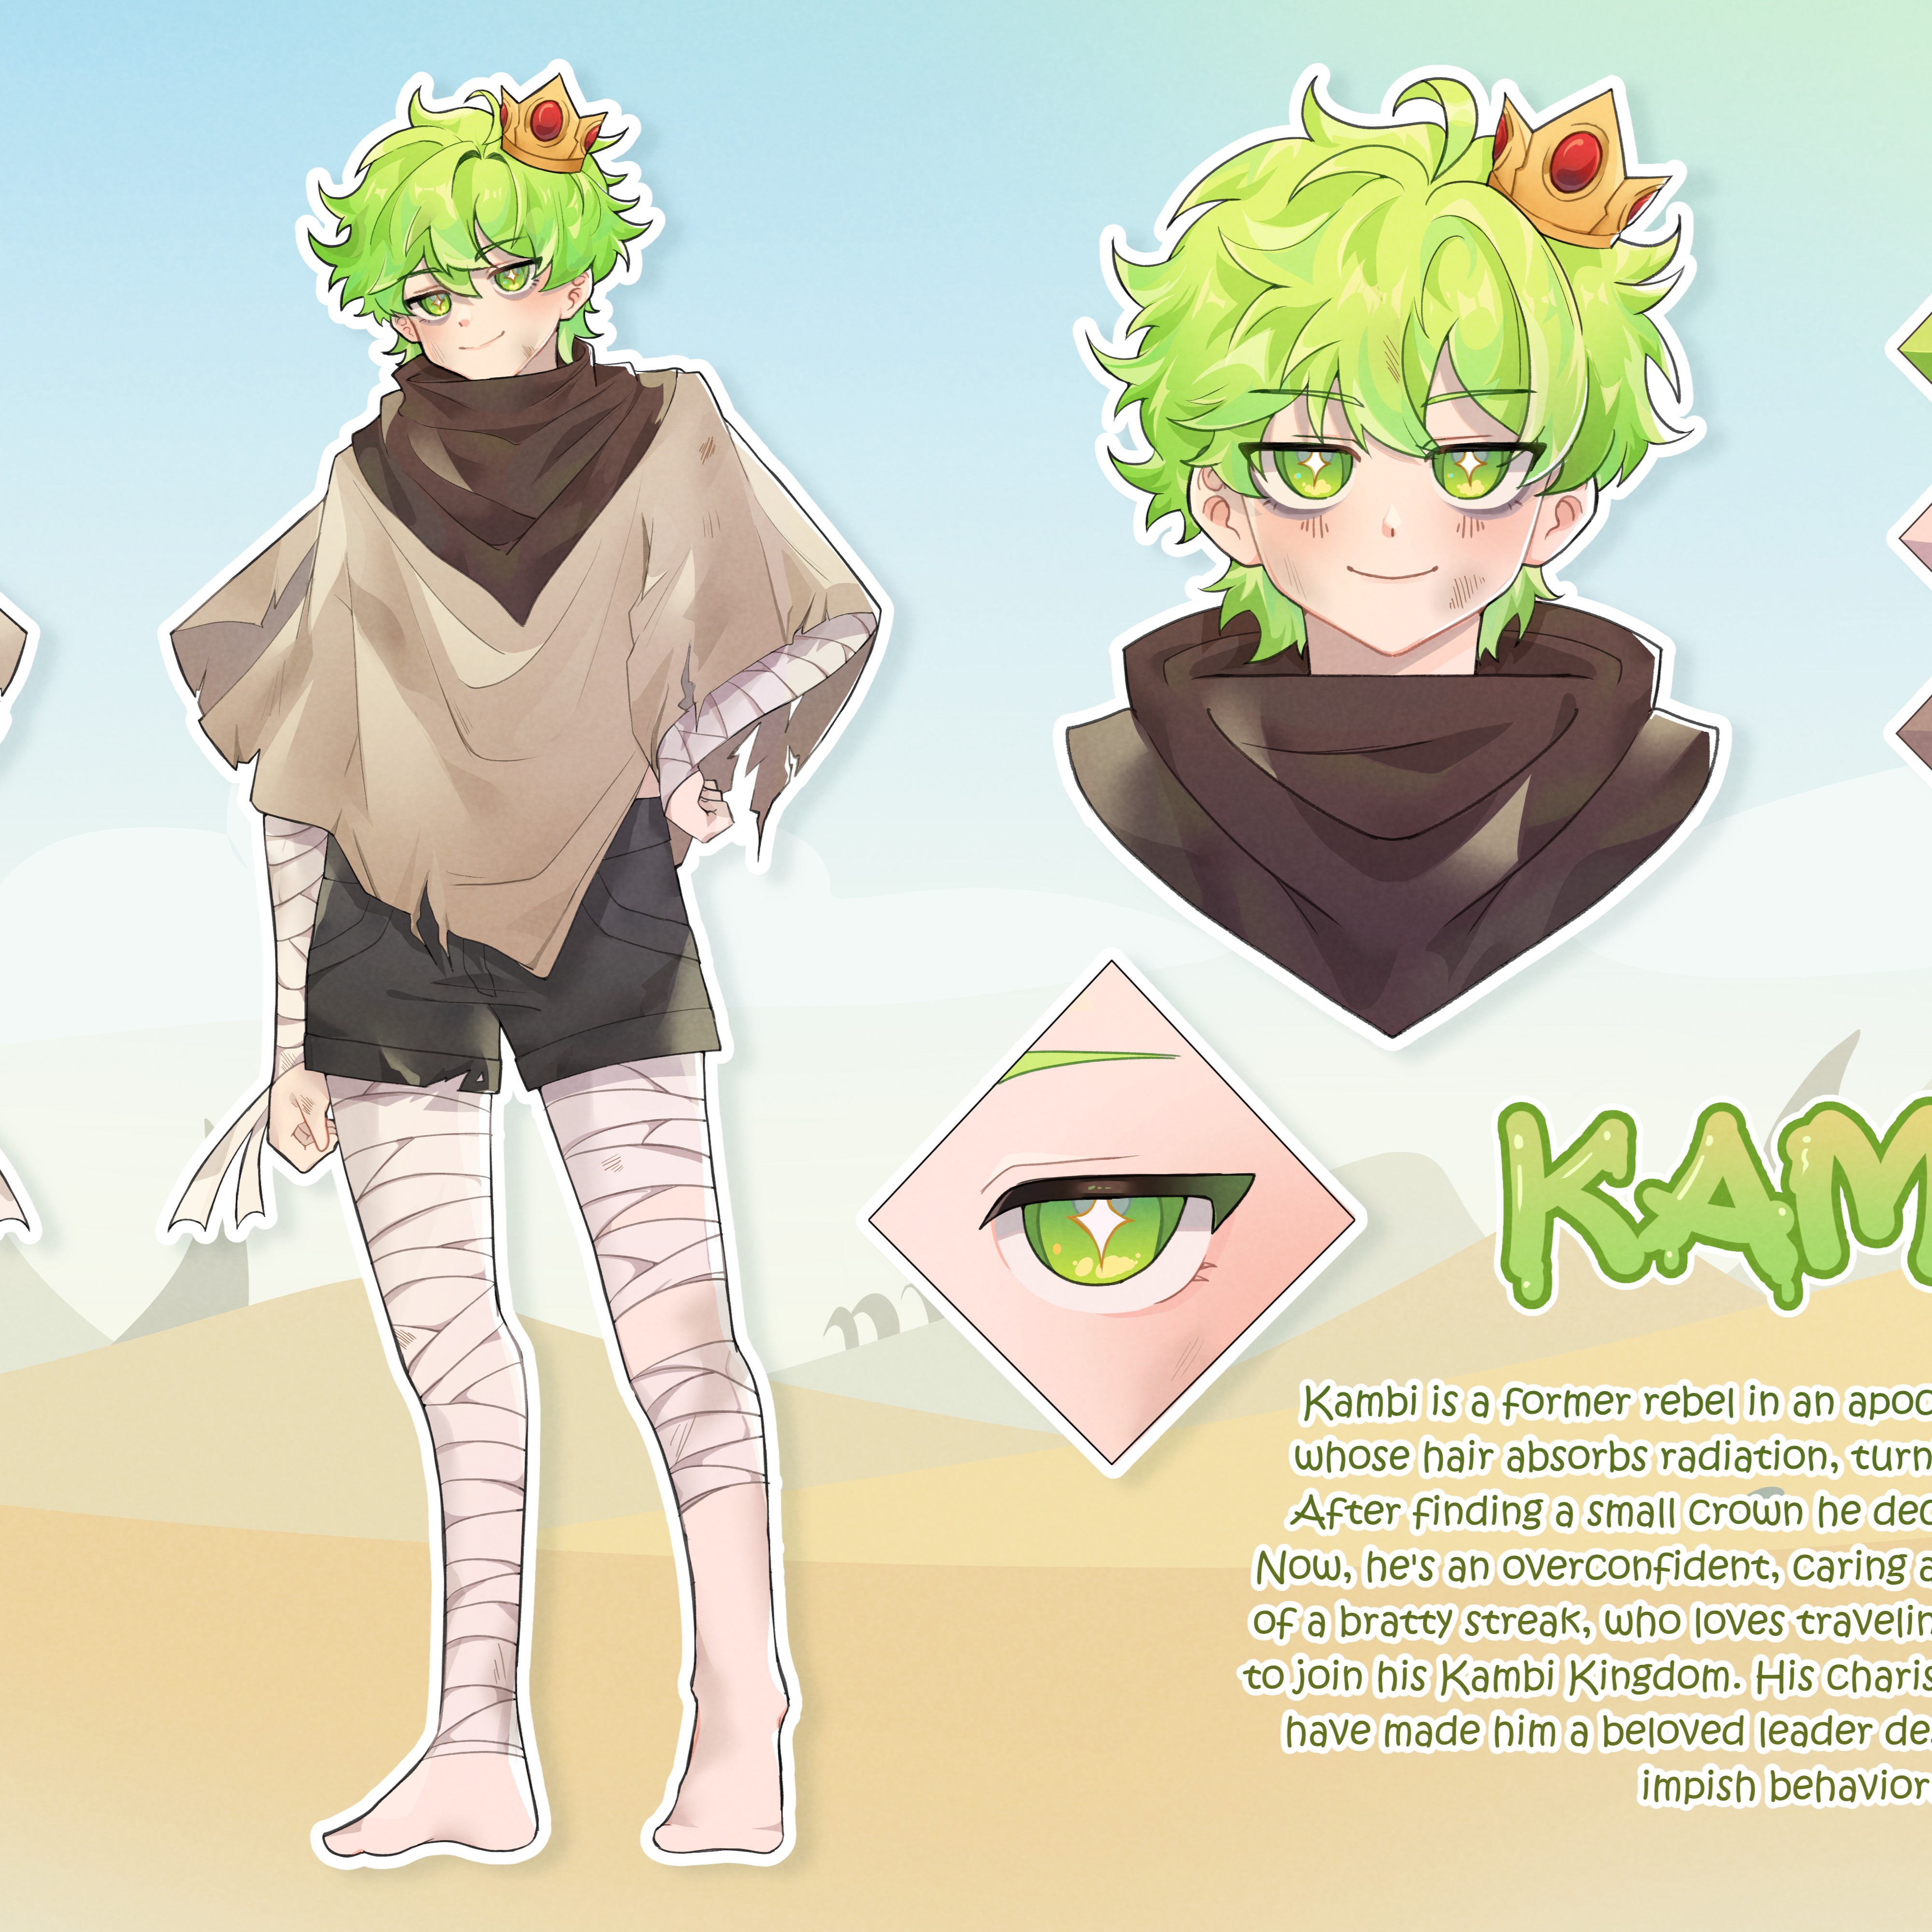 KAM
Kambi is a former rebel in an apoc
whose hair absorbs radiation, turn
After finding a small crown he dec
Now, he's an overconfident, caring a
of a bratty streak, who loves travelin
to join his Kambi Kingdom. His charis
have made him a beloved leader de
impish behavior